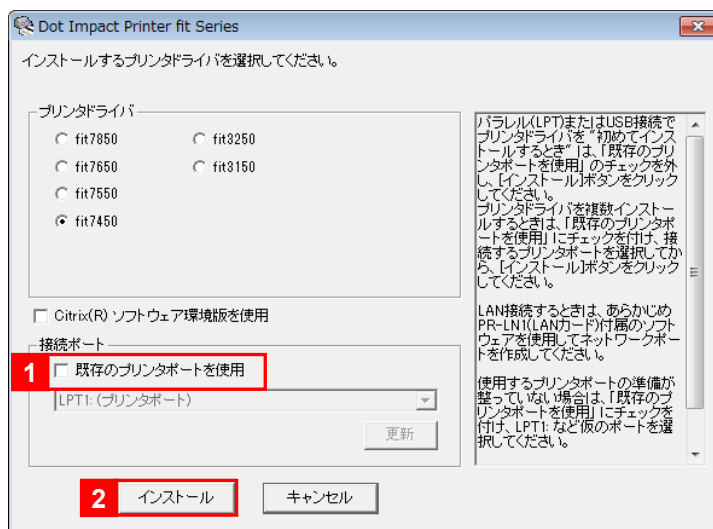 Dot Impact Printer fit Series
インストールするプリンタドライバを選択してください。
プリンタドライバ
fit7850
fit3250
fit7650
fit3150
fit7550
fit7450
Citrix(R) ソフトウェア環境版を使用
接続ポート
1
既存のプリンタポートを使用
LPT1: (プリンタポート)
更新
2
インストール
キャンセル
パラレル(LPT)またはUSB接続で
プリンタドライバを "初めてインス
トールするとき" は、「既存のプリ
ンタポートを使用」 のチェックを外
し、[インストール]ボタンをクリック
してください。
プリンタドライバを複数インストー
ルするときは、「既存のプリンタポ
ートを使用」にチェックを付け、接
続するプリンタポートを選択してか
ら、[インストール]ボタンをクリック
してください。
LAN接続するときは、あらかじめ
PR-LN1(LANカード)付属のソフト
ウェアを使用してネットワークポー
トを作成してください。
使用するプリンタポートの準備が
整っていない場合は、「既存のプ
リンタポートを使用」にチェックを
付け、LPT1: など仮のポートを選
択してください。